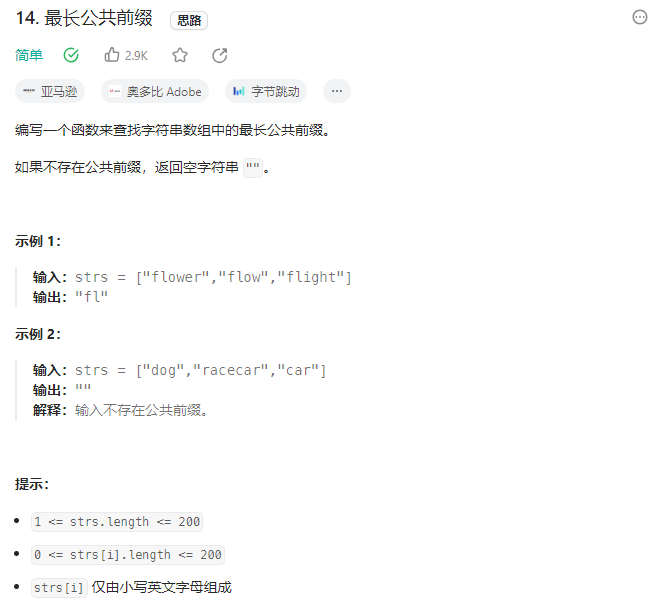 14. 最长公共前缀 思路
简单 2.9K
亚马逊 奥多比 Adobe 字节跳动 ...
编写一个函数来查找字符串数组中的最长公共前缀。
如果不存在公共前缀，返回空字符串 ""。
示例 1：
输入：strs = ["flower","flow","flight"]
输出："fl"
示例 2：
输入：strs = ["dog","racecar","car"]
输出：""
解释：输入不存在公共前缀。
提示：
• 1 <= strs.length <= 200
• 0 <= strs[i].length <= 200
• strs[i] 仅由小写英文字母组成